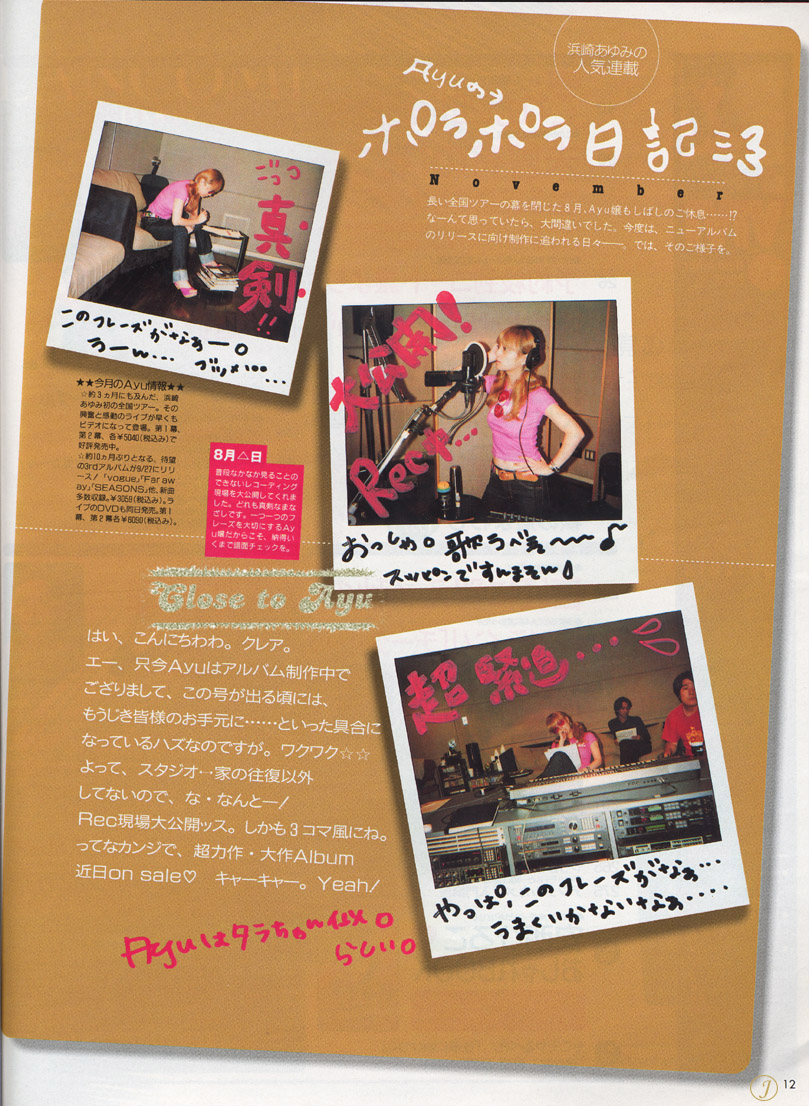 浜崎あゆみの
人気連載
Ayuのっ
ポラポラ日記
November
長い全国ツアーの幕を閉じた8月、Ayu嬢もしばしのご休息……!?
なーんて思っていたら、大間違いでした。今度は、ニューアルバム
のリリースに向け制作に追われる日々——。では、そのご様子を。
ごっつ
真剣!!
このフレーズがなぁー。
うーん…
大公開!
Rec中…
おっしゃ。歌うべえ〜〜♪
スッピンですんません
★★今月のAyu情報★★
☆約3ヵ月にも及んだ、浜崎
あゆみ初の全国ツアー。その
興奮と感動のライブが早くも
ビデオになって登場。第1幕、
第2幕、各¥5040(税込み)で
好評発売中。
☆約10ヵ月ぶりとなる、待望
の3rdアルバムが9/27にリリ
ース!「vogue」「Faraw
ay」「SEASONS」他、新曲
多数収録。¥3059(税込み)。ラ
イブのDVDも同日発売。第1
幕、第2幕各¥6090(税込み)。
8月△日
普段なかなか見ることの
できないレコーディング
現場を大公開してくれま
した。どれも真剣なまな
ざしです。一つ一つのフ
レーズを大切にするAy
u嬢だからこそ、納得い
くまで譜面チェックを。
Close to Ayu
はい、こんにちわわ。クレア。
エー、只今Ayuはアルバム制作中で
ござりまして、この号が出る頃には、
もうじき皆様のお手元に……といった具合に
なっているハズなのですが。ワクワク☆☆
よって、スタジオ↔家の往復以外
してないので、な・なんとー!
Rec現場大公開ッス。しかも3コマ風にね。
ってなカンジで、超力作・大作Album
近日on sale♡ キャーキャー。Yeah!
超緊迫…
やっぱ、このフレーズがなぁ…
うまくいかないなぁ‥‥
Ayuはタラちゃん似。
らしい。
J 12